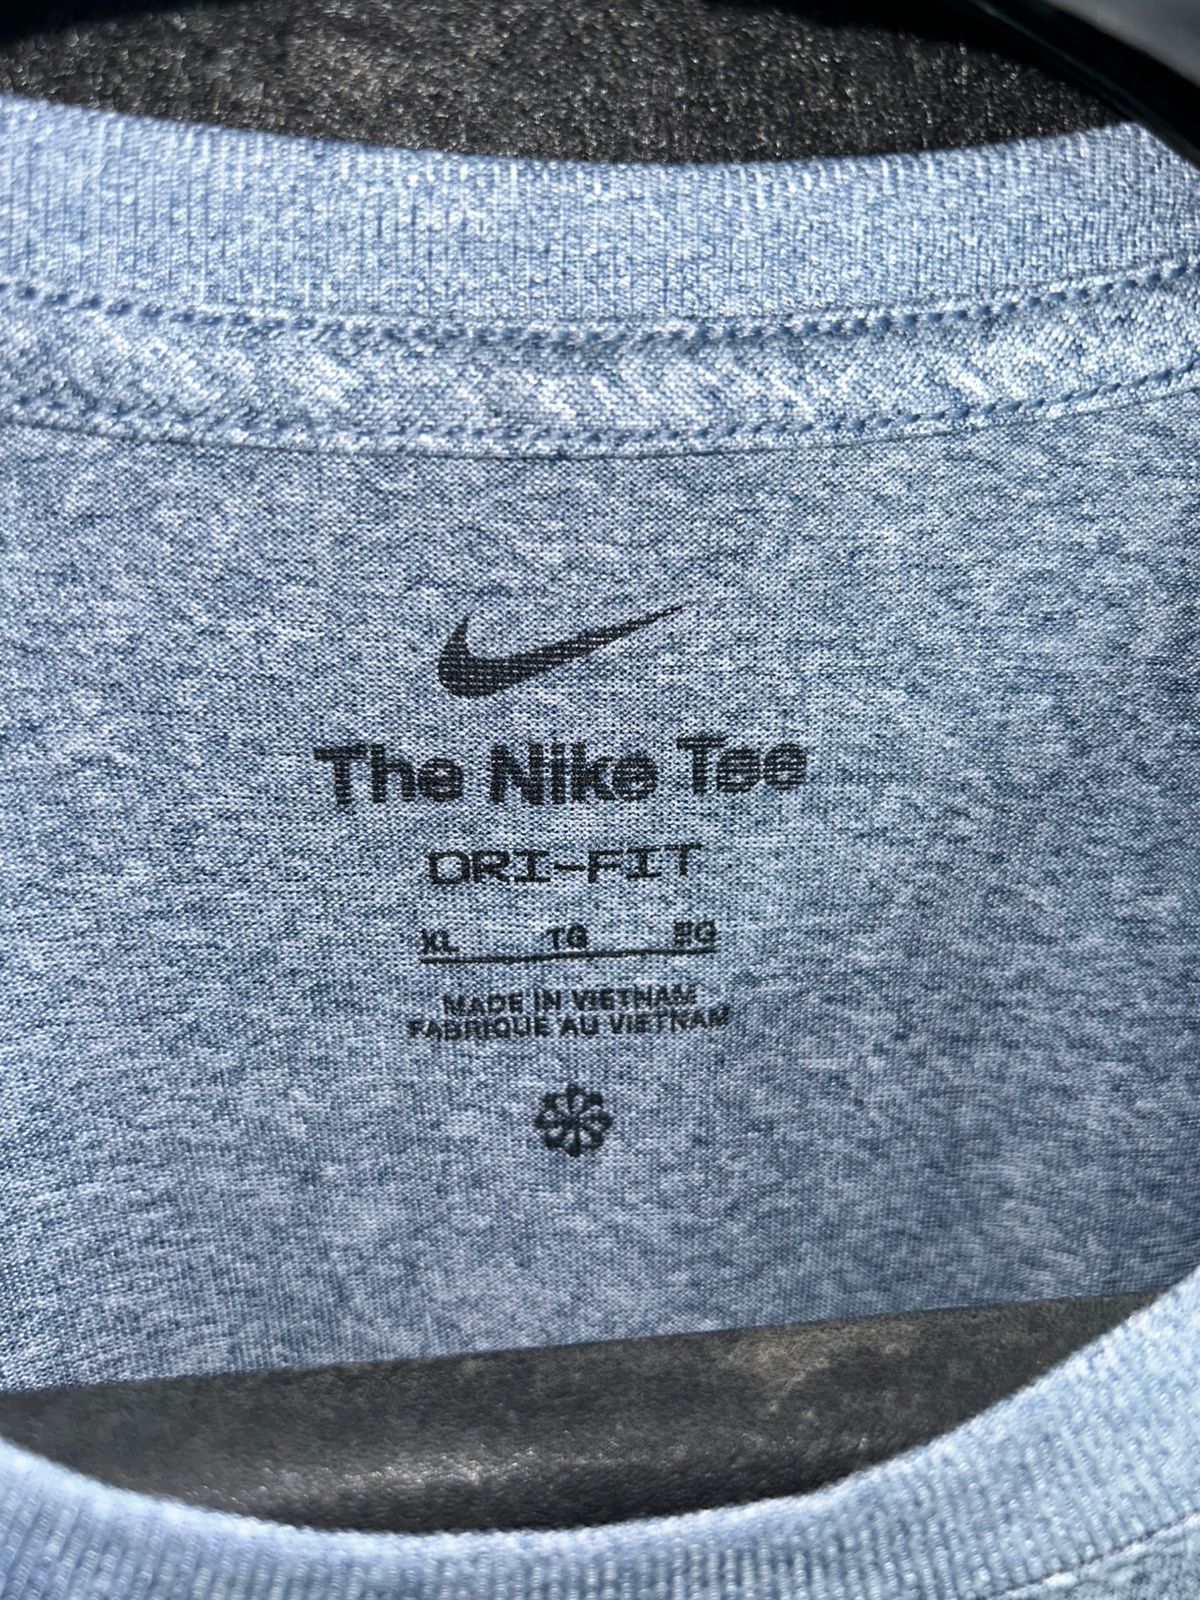 The Nike Tee
DRI-FIT
XL TG EG
MADE IN VIETNAM
FABRIQUE AU VIETNAM